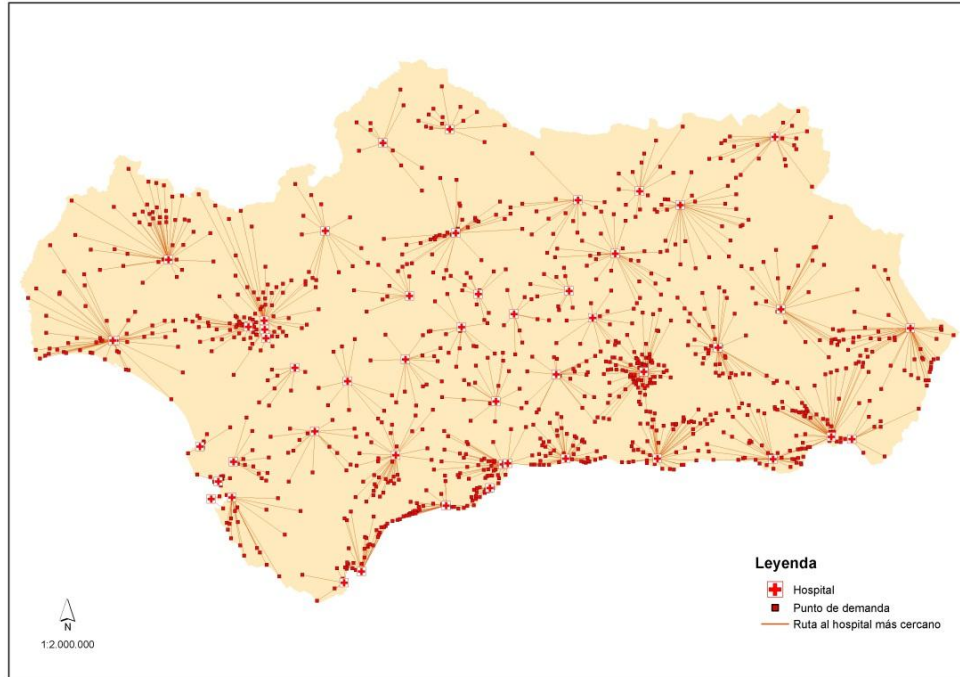 Leyenda
Hospital
Punto de demanda
Ruta al hospital más cercano
N
1:2.000.000